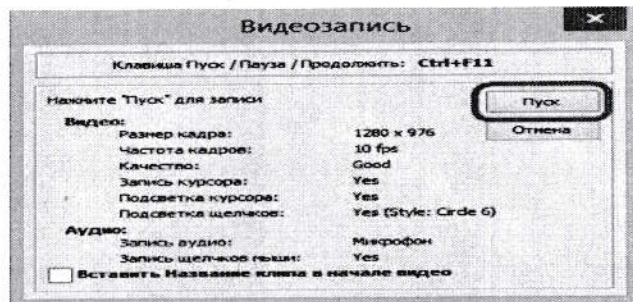 Видеозапись
Клавиша Пуск / Пауза / Продолжить: Ctrl+F11
Нажмите "Пуск" для записи
Пуск
Видео:
Размер кадра: 1280 x 976
Отмена
Частота кадров: 10 fps
Качество: Good
Запись курсора: Yes
Подсветка курсора: Yes
Подсветка щелчков: Yes (Style: Circle 6)
Аудио:
Запись аудио: Микрофон
Запись щелчков мыши: Yes
Вставить Название клипа в начале видео